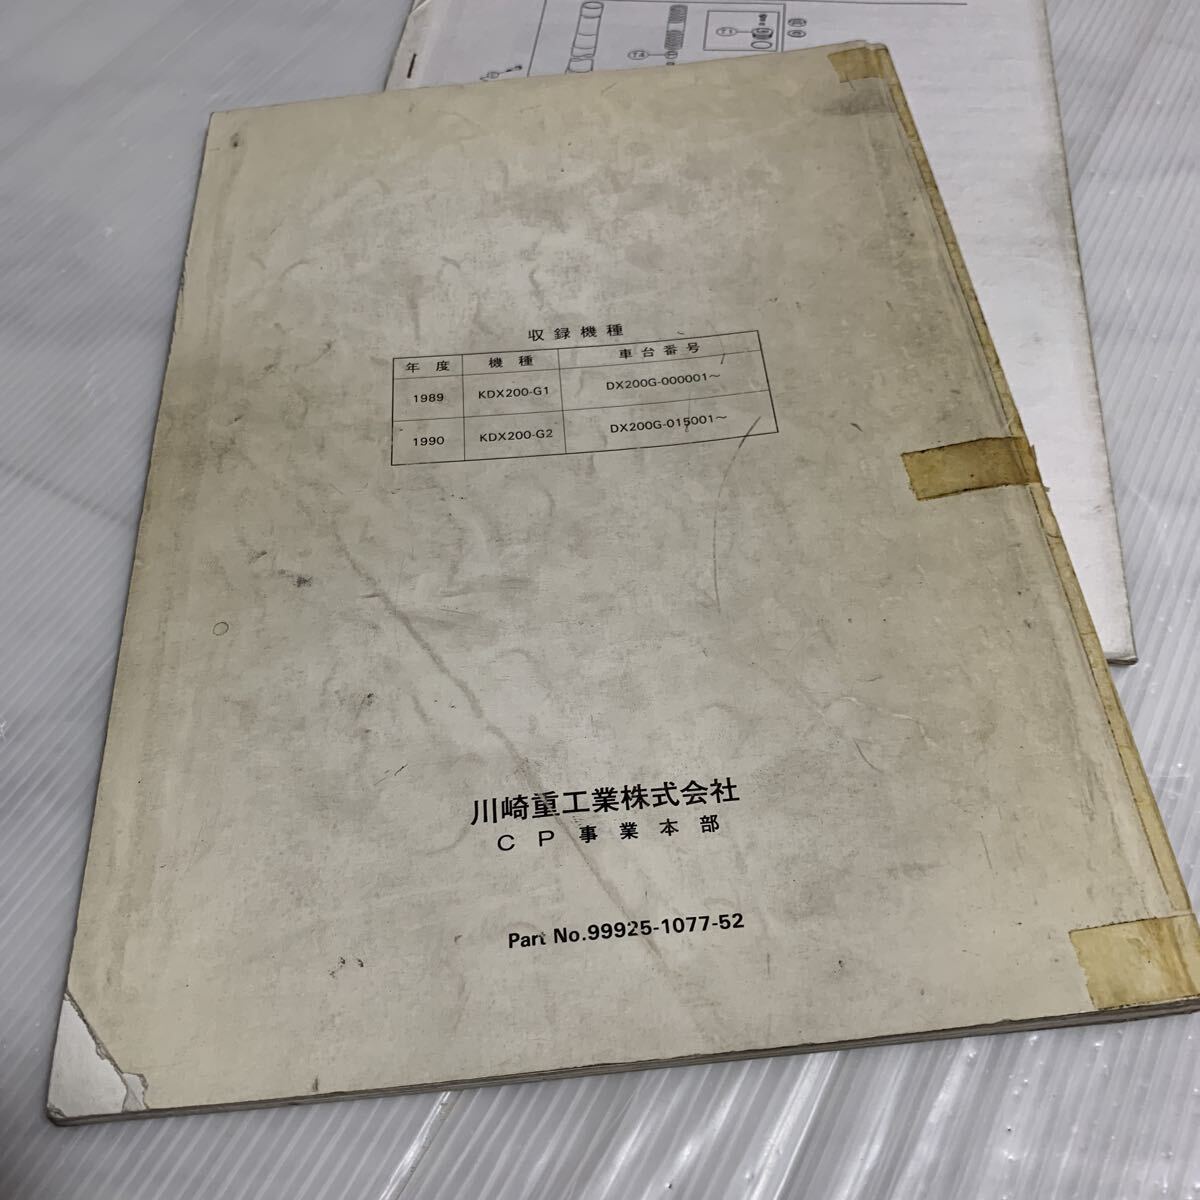 収録機種
年度 機種 車台番号
1989 KDX200-G1 DX200G-000001～
1990 KDX200-G2 DX200G-015001～
川崎重工業株式会社
CP事業本部
Part No.99925-1077-52